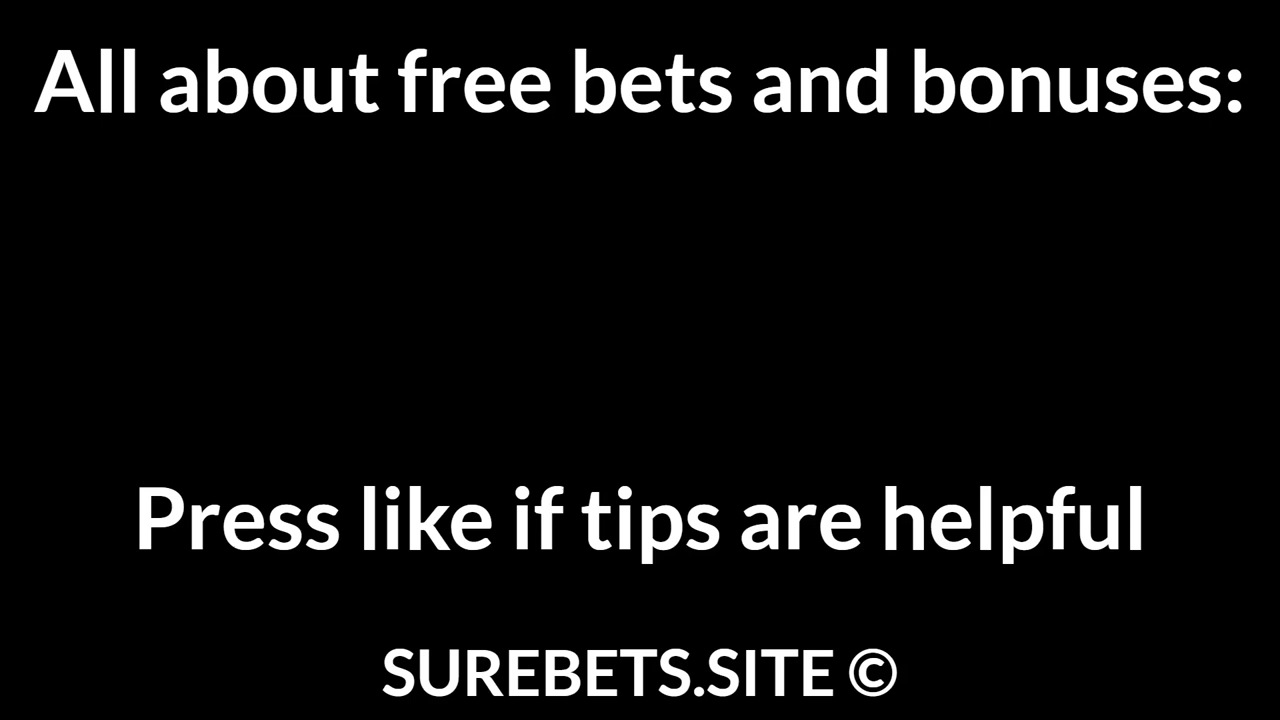 All about free bets and bonuses:
Press like if tips are helpful
SUREBETS.SITE ©